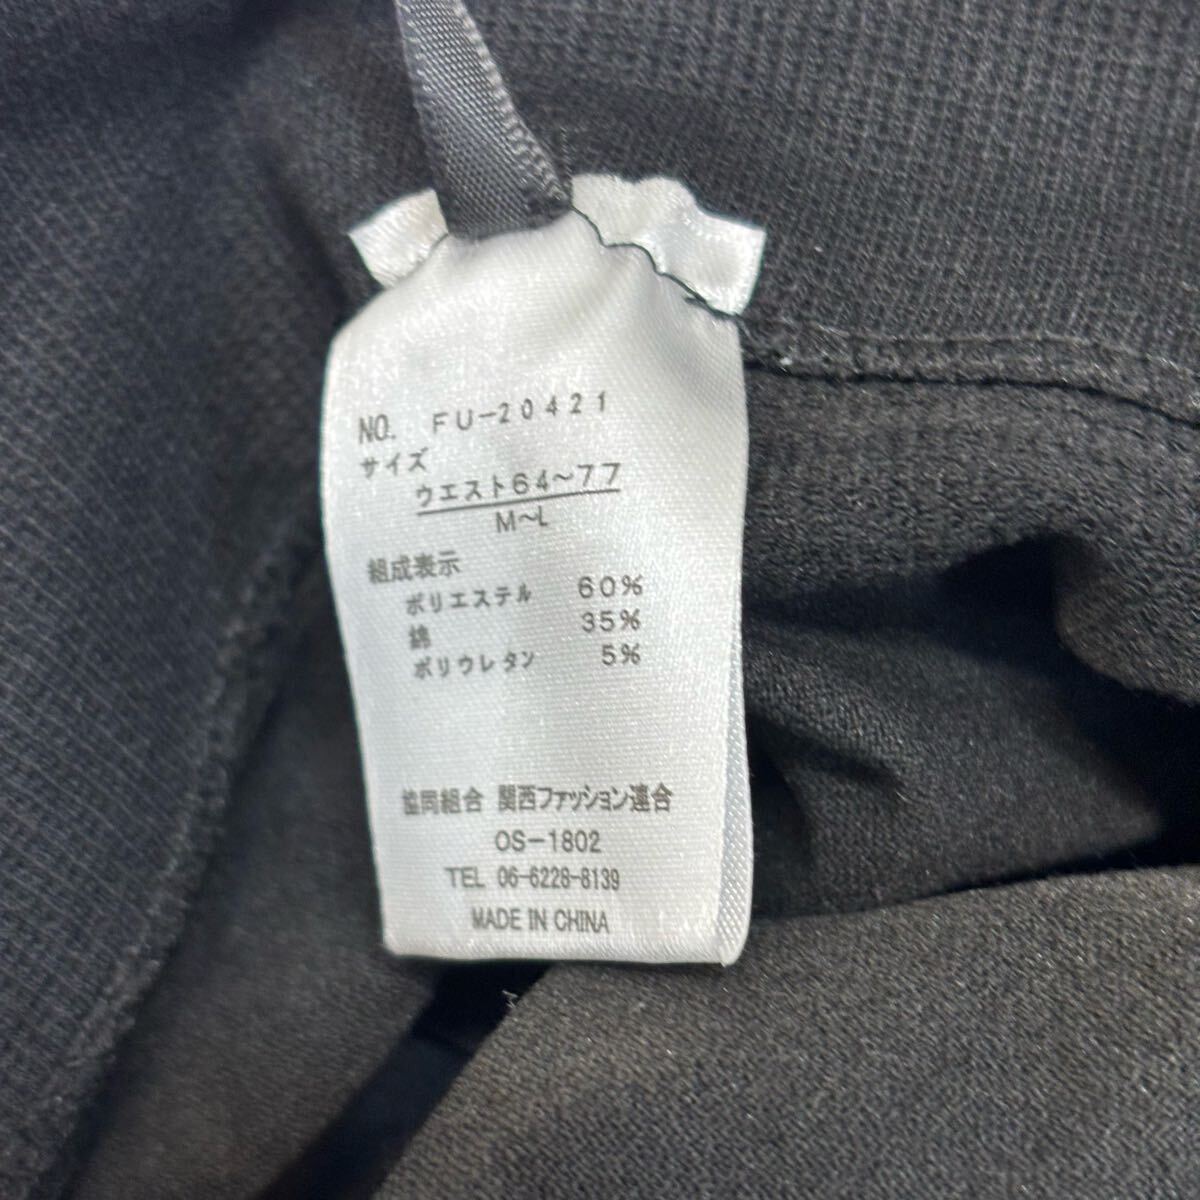 NO. FU-20421
サイズ
ウエスト64~77
M~L
組成表示
ポリエステル 60%
綿 35%
ポリウレタン 5%
協同組合 関西ファッション連合
OS-1802
TEL 06-6228-8139
MADE IN CHINA